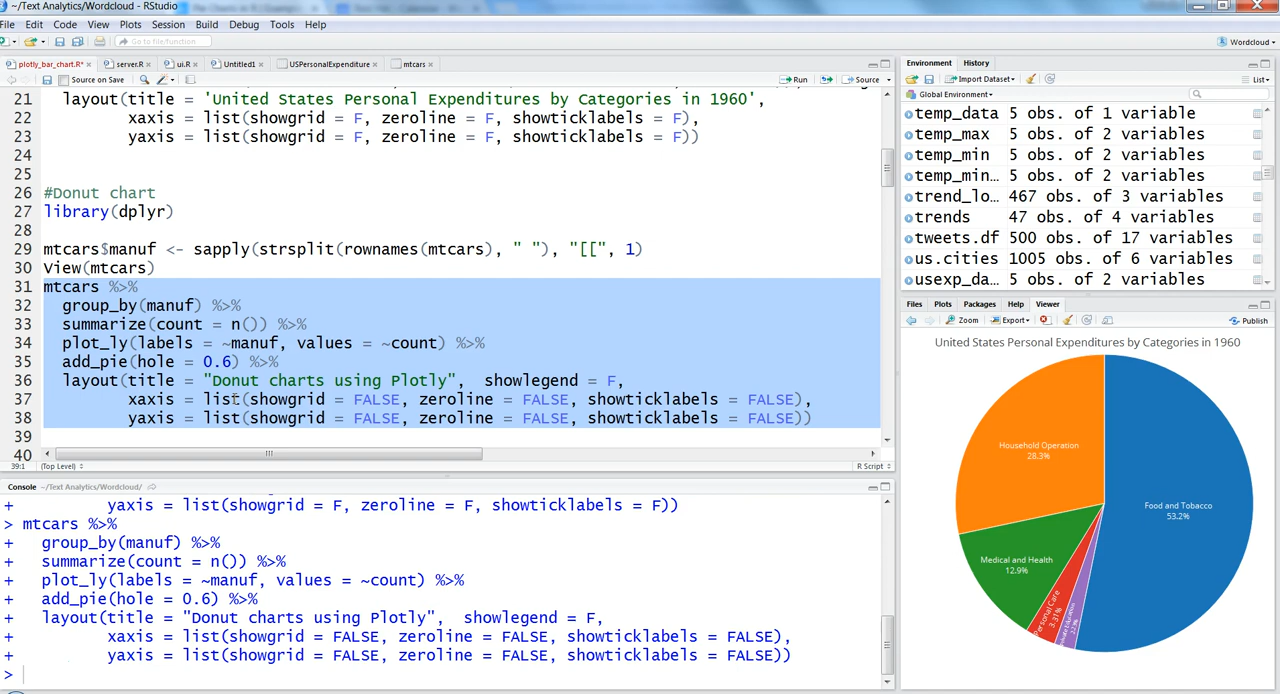 ~/Text Analytics/Wordcloud - RStudio
File Edit Code View Plots Session Build Debug Tools Help
Go to file/function Wordcloud
plotly_bar_chart.R* server.R ui.R Untitled1 USPersonalExpenditure mtcars
Source on Save Run Source
21 layout(title = 'United States Personal Expenditures by Categories in 1960',
22 xaxis = list(showgrid = F, zeroline = F, showticklabels = F),
23 yaxis = list(showgrid = F, zeroline = F, showticklabels = F))
24
25
26 #Donut chart
27 library(dplyr)
28
29 mtcars$manuf <- sapply(strsplit(rownames(mtcars), " "), "[[", 1)
30 View(mtcars)
31 mtcars %>%
32 group_by(manuf) %>%
33 summarize(count = n()) %>%
34 plot_ly(labels = ~manuf, values = ~count) %>%
35 add_pie(hole = 0.6) %>%
36 layout(title = "Donut charts using Plotly", showlegend = F,
37 xaxis = list(showgrid = FALSE, zeroline = FALSE, showticklabels = FALSE),
38 yaxis = list(showgrid = FALSE, zeroline = FALSE, showticklabels = FALSE))
39
40
39:1 (Top Level) R Script
Console ~/Text Analytics/Wordcloud/
+ yaxis = list(showgrid = F, zeroline = F, showticklabels = F))
> mtcars %>%
+ group_by(manuf) %>%
+ summarize(count = n()) %>%
+ plot_ly(labels = ~manuf, values = ~count) %>%
+ add_pie(hole = 0.6) %>%
+ layout(title = "Donut charts using Plotly", showlegend = F,
+ xaxis = list(showgrid = FALSE, zeroline = FALSE, showticklabels = FALSE),
+ yaxis = list(showgrid = FALSE, zeroline = FALSE, showticklabels = FALSE))
>
Environment History
Import Dataset List
Global Environment
temp_data 5 obs. of 1 variable
temp_max 5 obs. of 2 variables
temp_min 5 obs. of 2 variables
temp_min... 5 obs. of 2 variables
trend_lo... 467 obs. of 3 variables
trends 47 obs. of 4 variables
tweets.df 500 obs. of 17 variables
us.cities 1005 obs. of 6 variables
usexp_da... 5 obs. of 2 variables
Files Plots Packages Help Viewer
Zoom Export Publish
United States Personal Expenditures by Categories in 1960
Household Operation
28.3%
Food and Tobacco
53.2%
Medical and Health
12.9%
Personal Care
3.31%